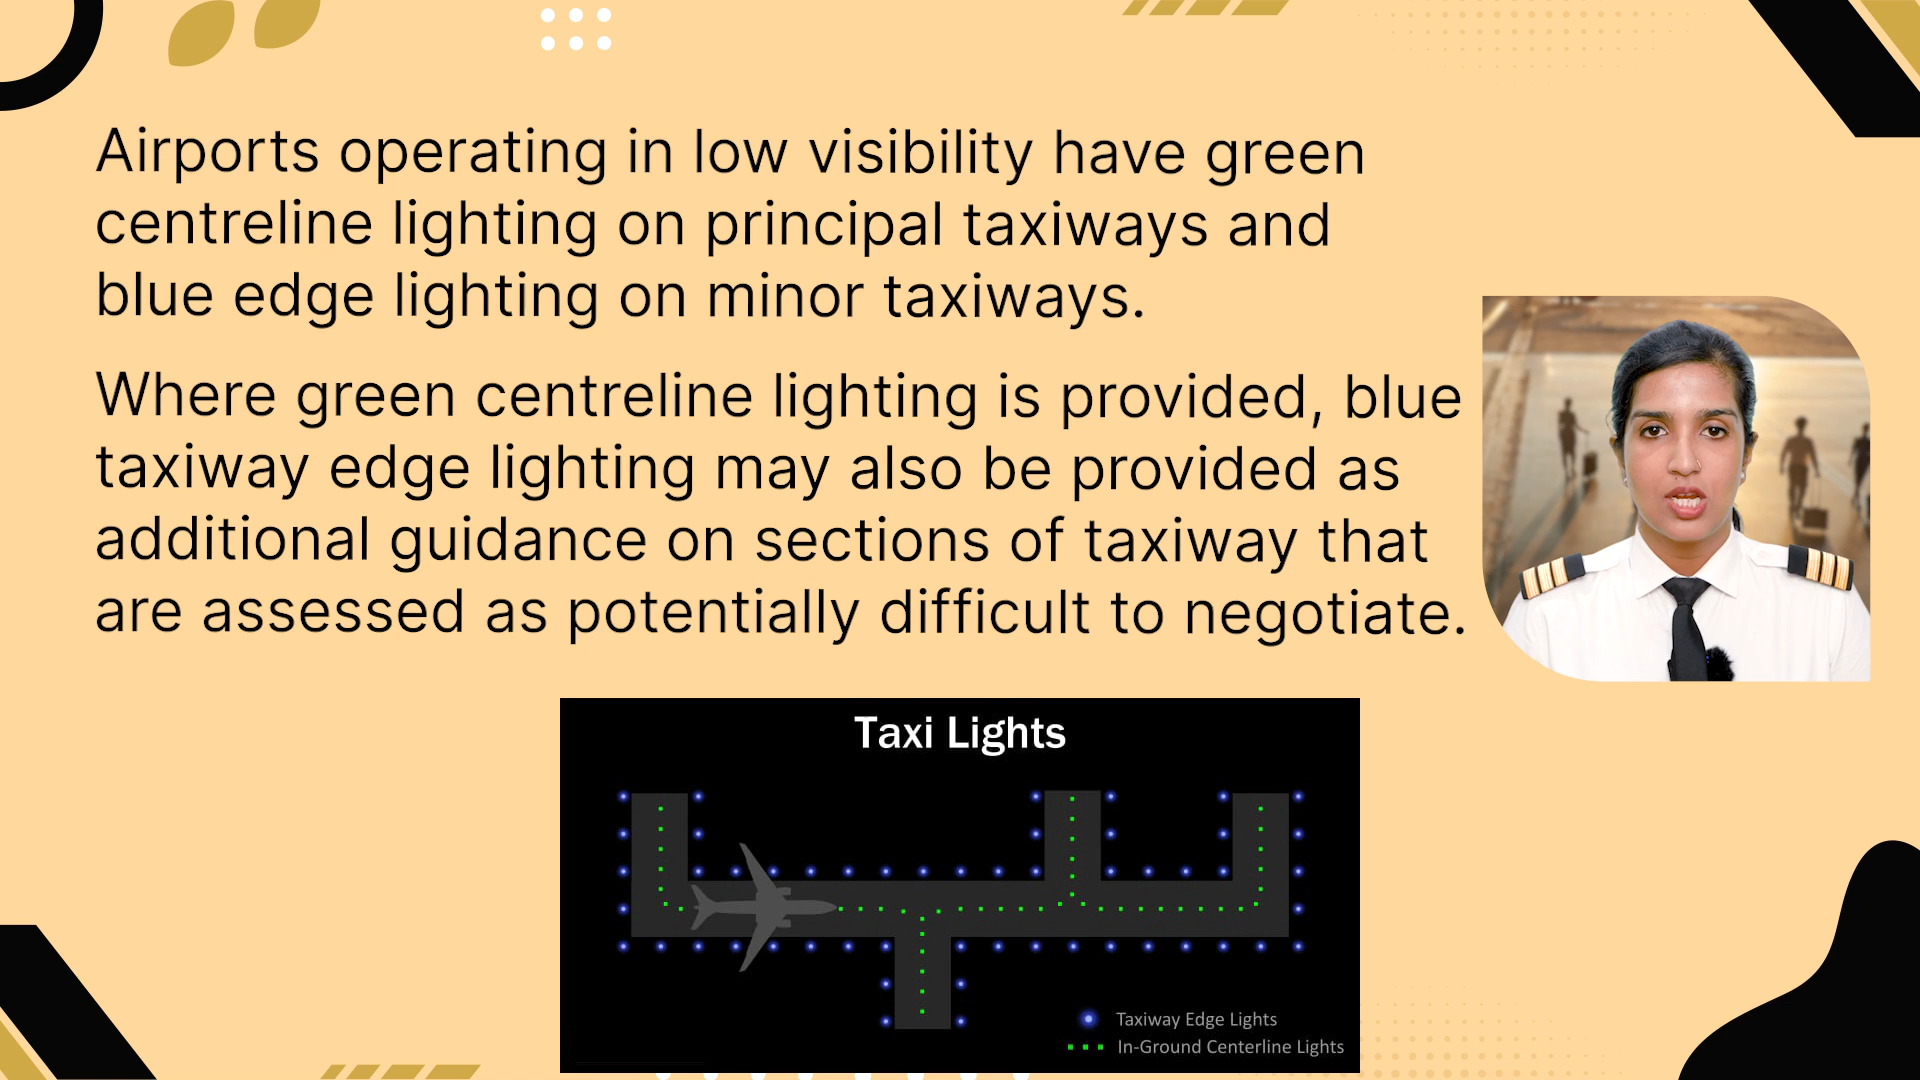 Airports operating in low visibility have green
centreline lighting on principal taxiways and
blue edge lighting on minor taxiways.
Where green centreline lighting is provided, blue
taxiway edge lighting may also be provided as
additional guidance on sections of taxiway that
are assessed as potentially difficult to negotiate.
Taxi Lights
Taxiway Edge Lights
In-Ground Centerline Lights